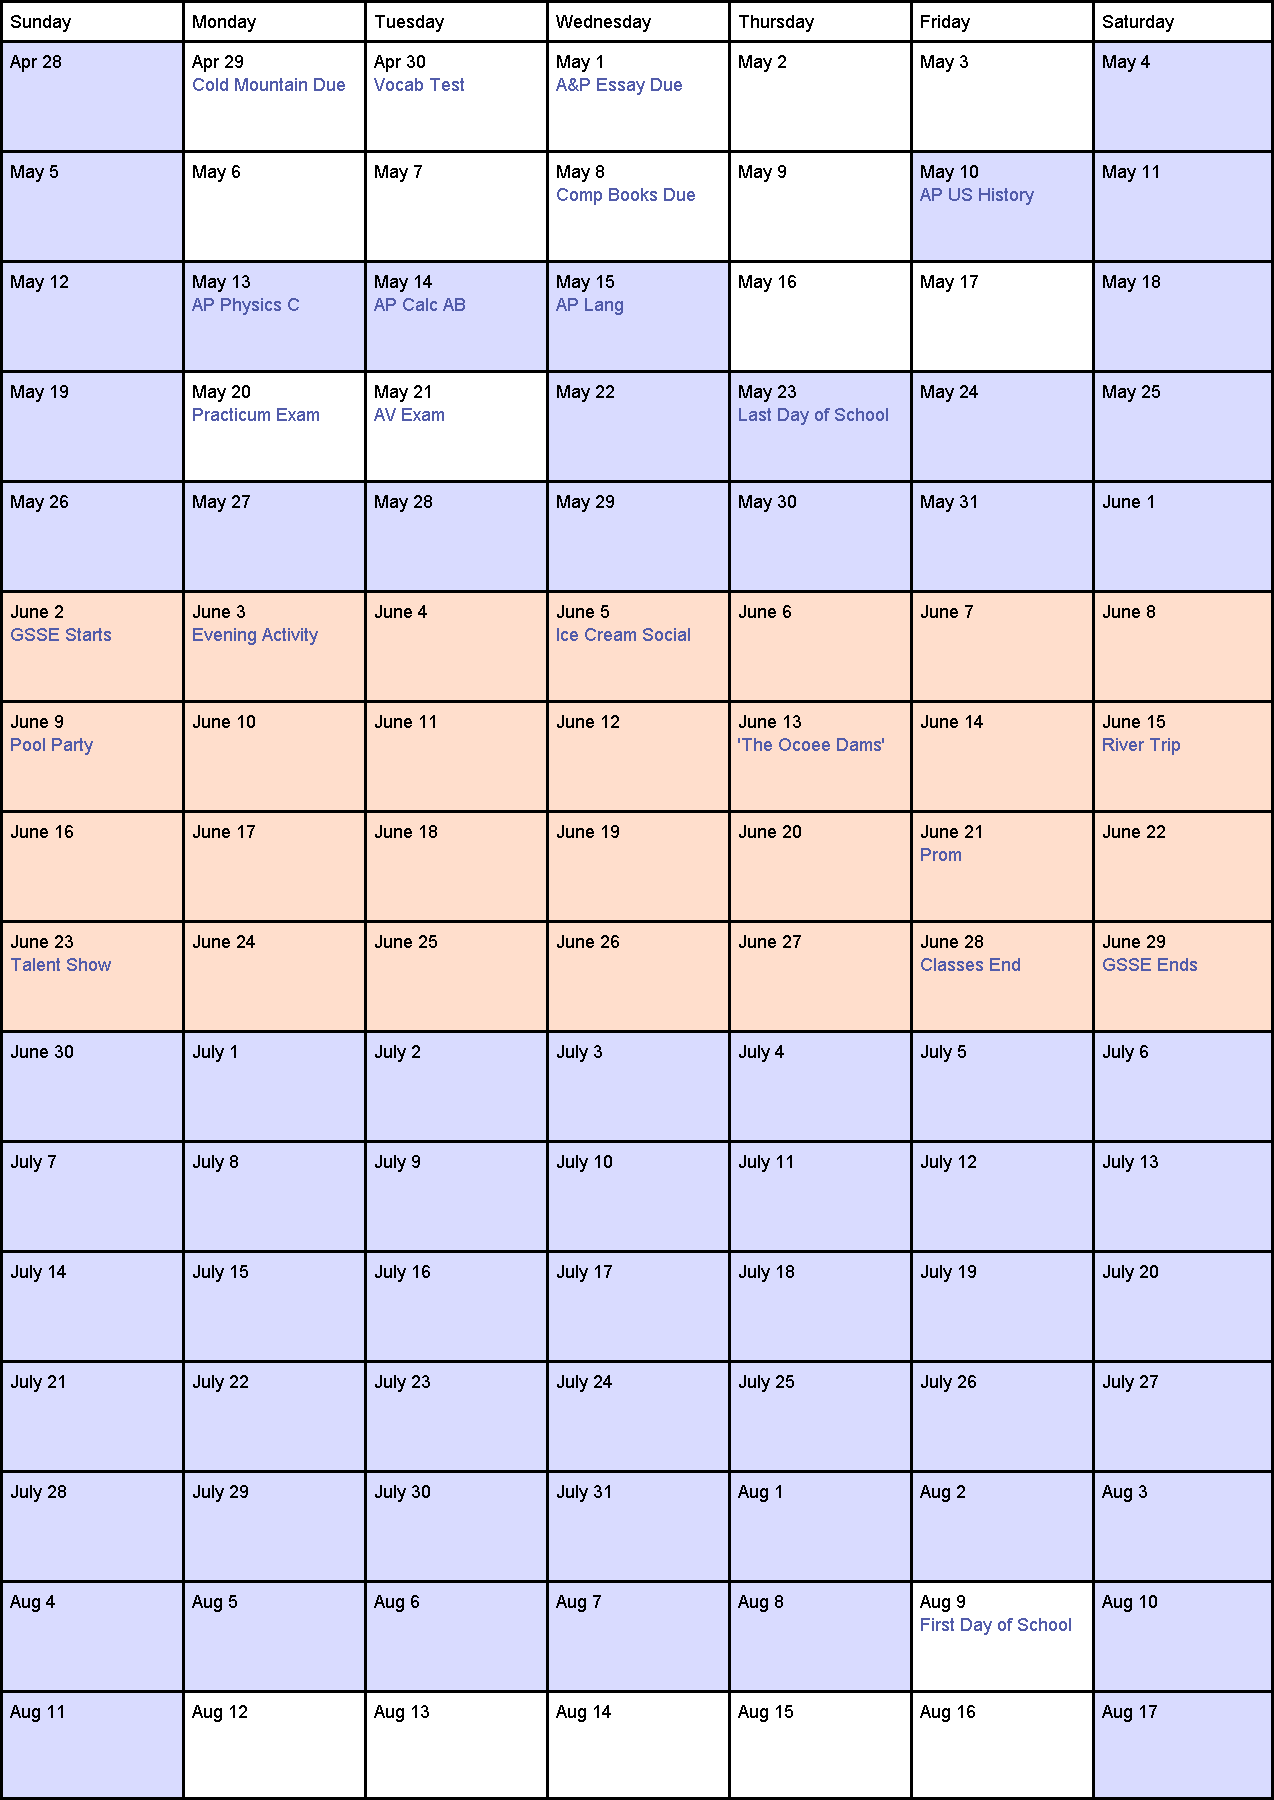 Sunday Monday Tuesday Wednesday Thursday Friday Saturday
Apr 28 Apr 29 Apr 30 May 1 May 2 May 3 May 4
Cold Mountain Due Vocab Test A&P Essay Due
May 5 May 6 May 7 May 8 May 9 May 10 May 11
Comp Books Due AP US History
May 12 May 13 May 14 May 15 May 16 May 17 May 18
AP Physics C AP Calc AB AP Lang
May 19 May 20 May 21 May 22 May 23 May 24 May 25
Practicum Exam AV Exam Last Day of School
May 26 May 27 May 28 May 29 May 30 May 31 June 1
June 2 June 3 June 4 June 5 June 6 June 7 June 8
GSSE Starts Evening Activity Ice Cream Social
June 9 June 10 June 11 June 12 June 13 June 14 June 15
Pool Party 'The Ocoee Dams' River Trip
June 16 June 17 June 18 June 19 June 20 June 21 June 22
Prom
June 23 June 24 June 25 June 26 June 27 June 28 June 29
Talent Show Classes End GSSE Ends
June 30 July 1 July 2 July 3 July 4 July 5 July 6
July 7 July 8 July 9 July 10 July 11 July 12 July 13
July 14 July 15 July 16 July 17 July 18 July 19 July 20
July 21 July 22 July 23 July 24 July 25 July 26 July 27
July 28 July 29 July 30 July 31 Aug 1 Aug 2 Aug 3
Aug 4 Aug 5 Aug 6 Aug 7 Aug 8 Aug 9 Aug 10
First Day of School
Aug 11 Aug 12 Aug 13 Aug 14 Aug 15 Aug 16 Aug 17